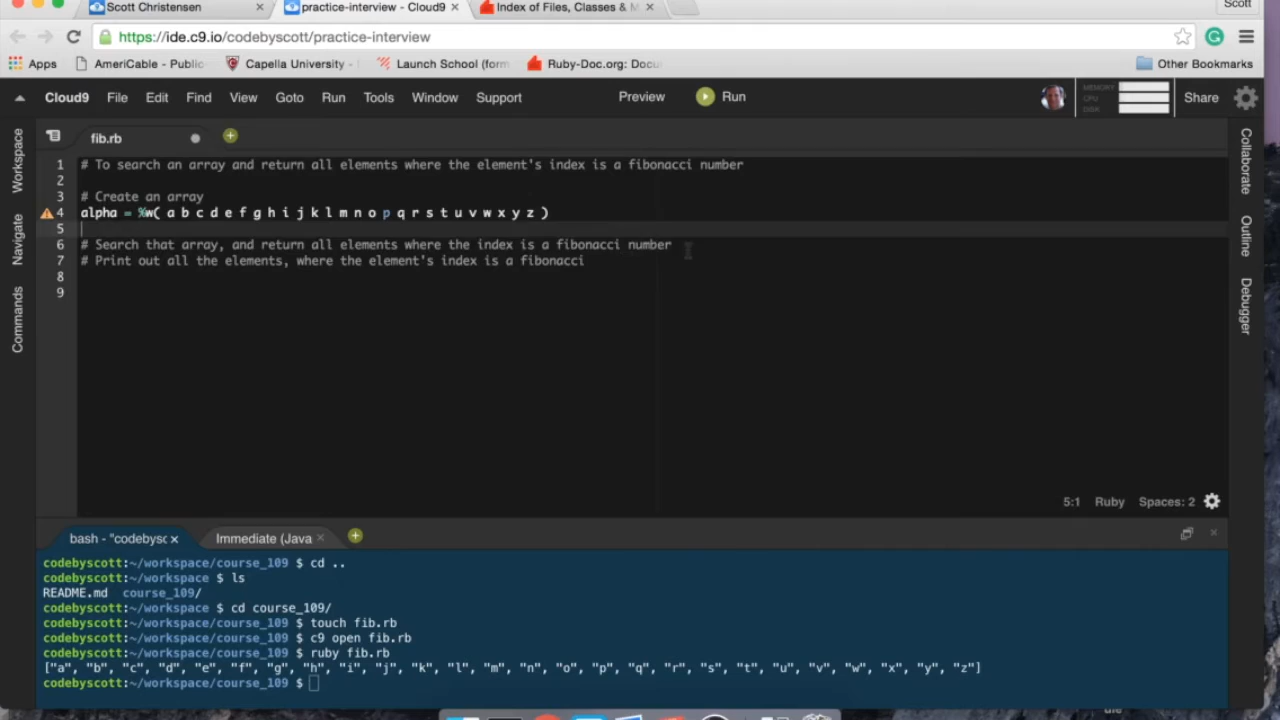 Scott Christensen
practice-interview - Cloud9
Index of Files, Classes & M
Scott
https://ide.c9.io/codebyscott/practice-interview
Apps
AmeriCable - Public
Capella University -
Launch School (form
Ruby-Doc.org: Docu
Other Bookmarks
Cloud9 File Edit Find View Goto Run Tools Window Support
Preview Run
MEMORY
CPU
DISK
Share
Workspace
Navigate
Commands
Collaborate
Outline
Debugger
fib.rb
1 # To search an array and return all elements where the element's index is a fibonacci number
2
3 # Create an array
4 alpha = %w( a b c d e f g h i j k l m n o p q r s t u v w x y z )
5
6 # Search that array, and return all elements where the index is a fibonacci number
7 # Print out all the elements, where the element's index is a fibonacci
8
9
5:1 Ruby Spaces: 2
bash - "codebysc
Immediate (Java
codebyscott:~/workspace/course_109 $ cd ..
codebyscott:~/workspace $ ls
README.md course_109/
codebyscott:~/workspace $ cd course_109/
codebyscott:~/workspace/course_109 $ touch fib.rb
codebyscott:~/workspace/course_109 $ c9 open fib.rb
codebyscott:~/workspace/course_109 $ ruby fib.rb
["a", "b", "c", "d", "e", "f", "g", "h", "i", "j", "k", "l", "m", "n", "o", "p", "q", "r", "s", "t", "u", "v", "w", "x", "y", "z"]
codebyscott:~/workspace/course_109 $